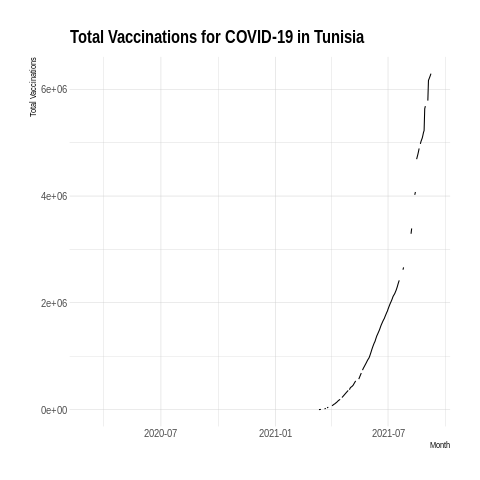 Total Vaccinations for COVID-19 in Tunisia
Total Vaccinations
6e+06
4e+06
2e+06
0e+00
2020-07
2021-01
2021-07
Month